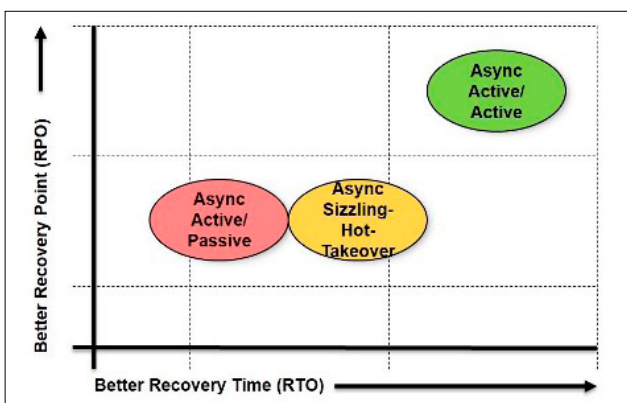 Better Recovery Point (RPO)
Async
Active/
Active
Async
Active/
Passive
Async
Sizzling-
Hot-
Takeover
Better Recovery Time (RTO)